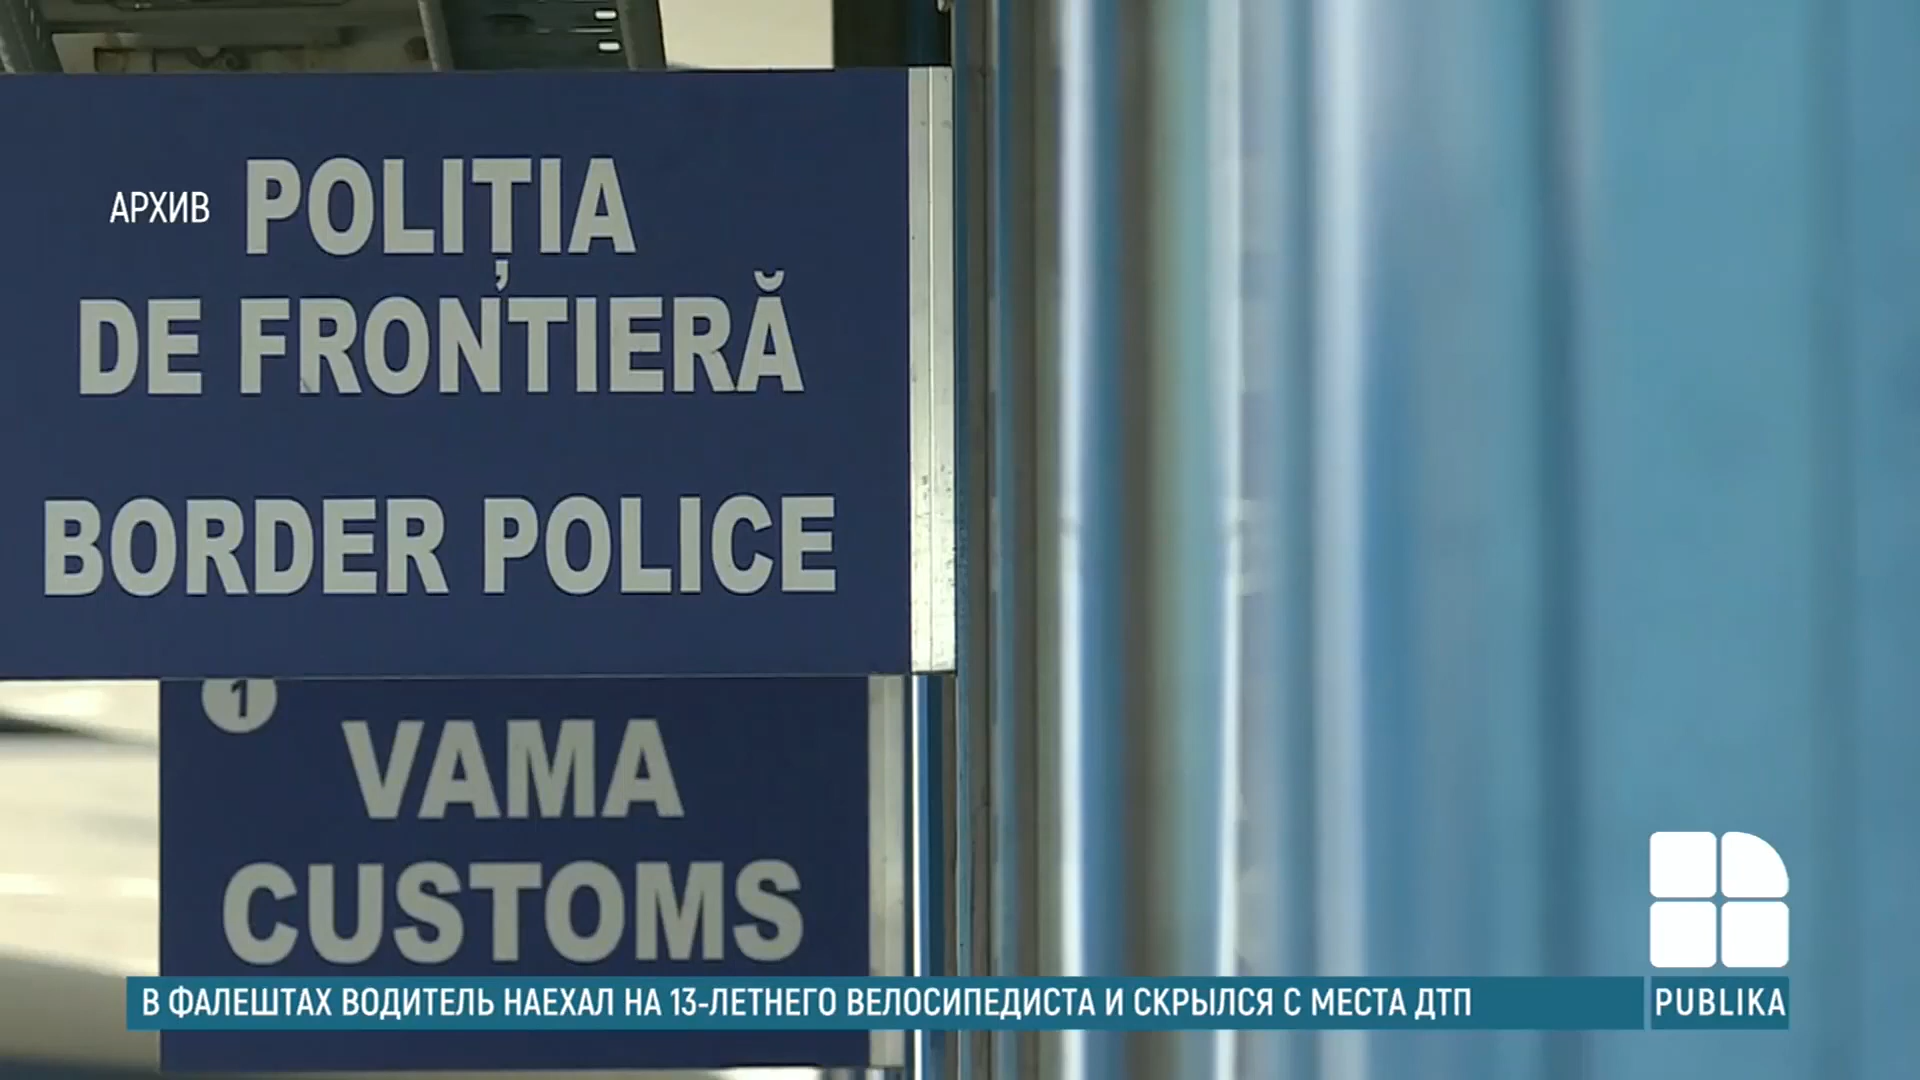 АРХИВ
POLIȚIA
DE FRONTIERĂ
BORDER POLICE
1
VAMA
CUSTOMS
В ФАЛЕШТАХ ВОДИТЕЛЬ НАЕХАЛ НА 13-ЛЕТНЕГО ВЕЛОСИПЕДИСТА И СКРЫЛСЯ С МЕСТА ДТП
PUBLIKA